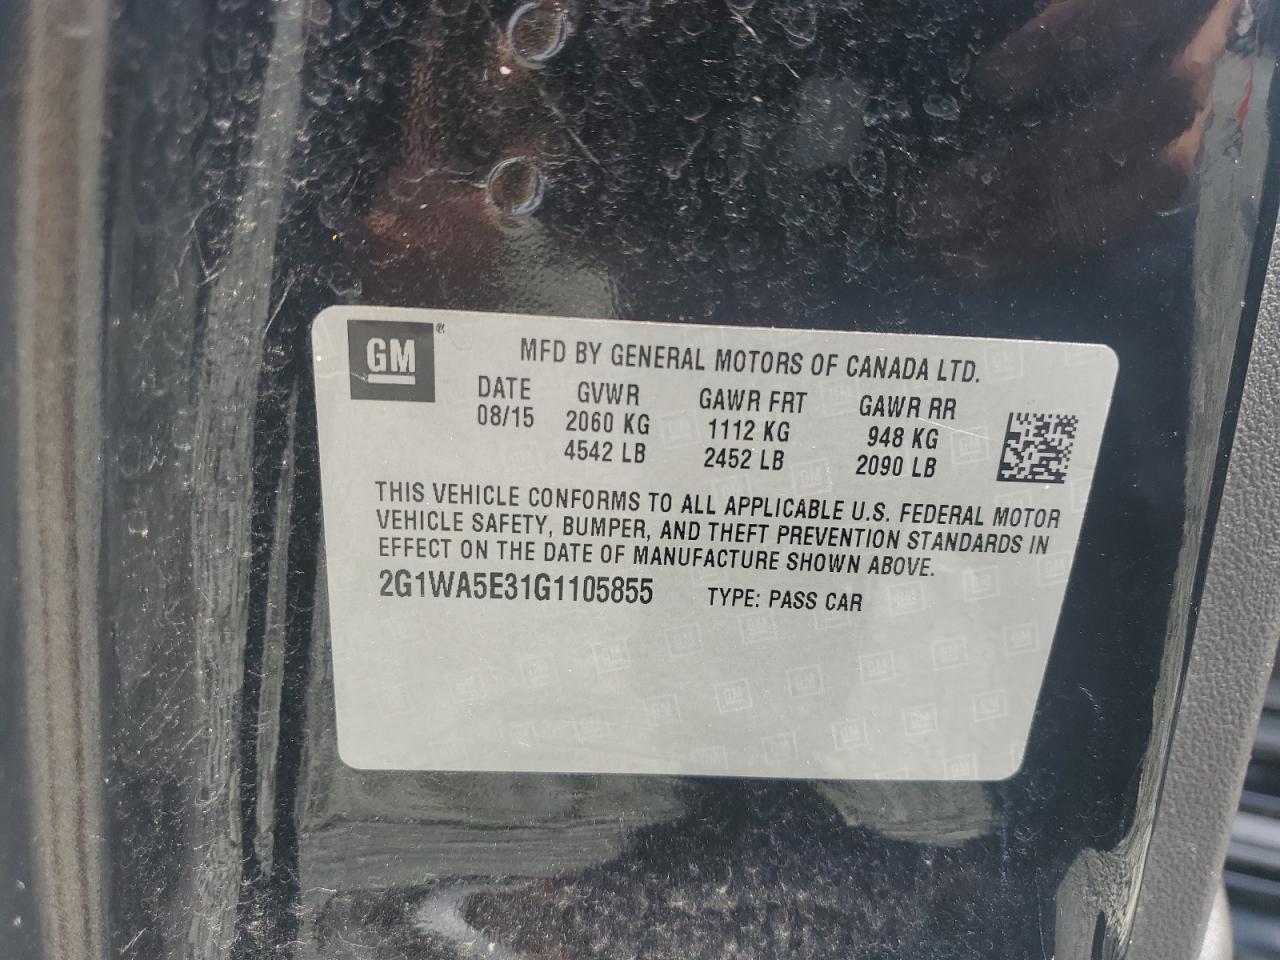 GM®
MFD BY GENERAL MOTORS OF CANADA LTD.
DATE GVWR GAWR FRT GAWR RR
08/15 2060 KG 1112 KG 948 KG
4542 LB 2452 LB 2090 LB
THIS VEHICLE CONFORMS TO ALL APPLICABLE U.S. FEDERAL MOTOR
VEHICLE SAFETY, BUMPER, AND THEFT PREVENTION STANDARDS IN
EFFECT ON THE DATE OF MANUFACTURE SHOWN ABOVE.
2G1WA5E31G1105855 TYPE: PASS CAR